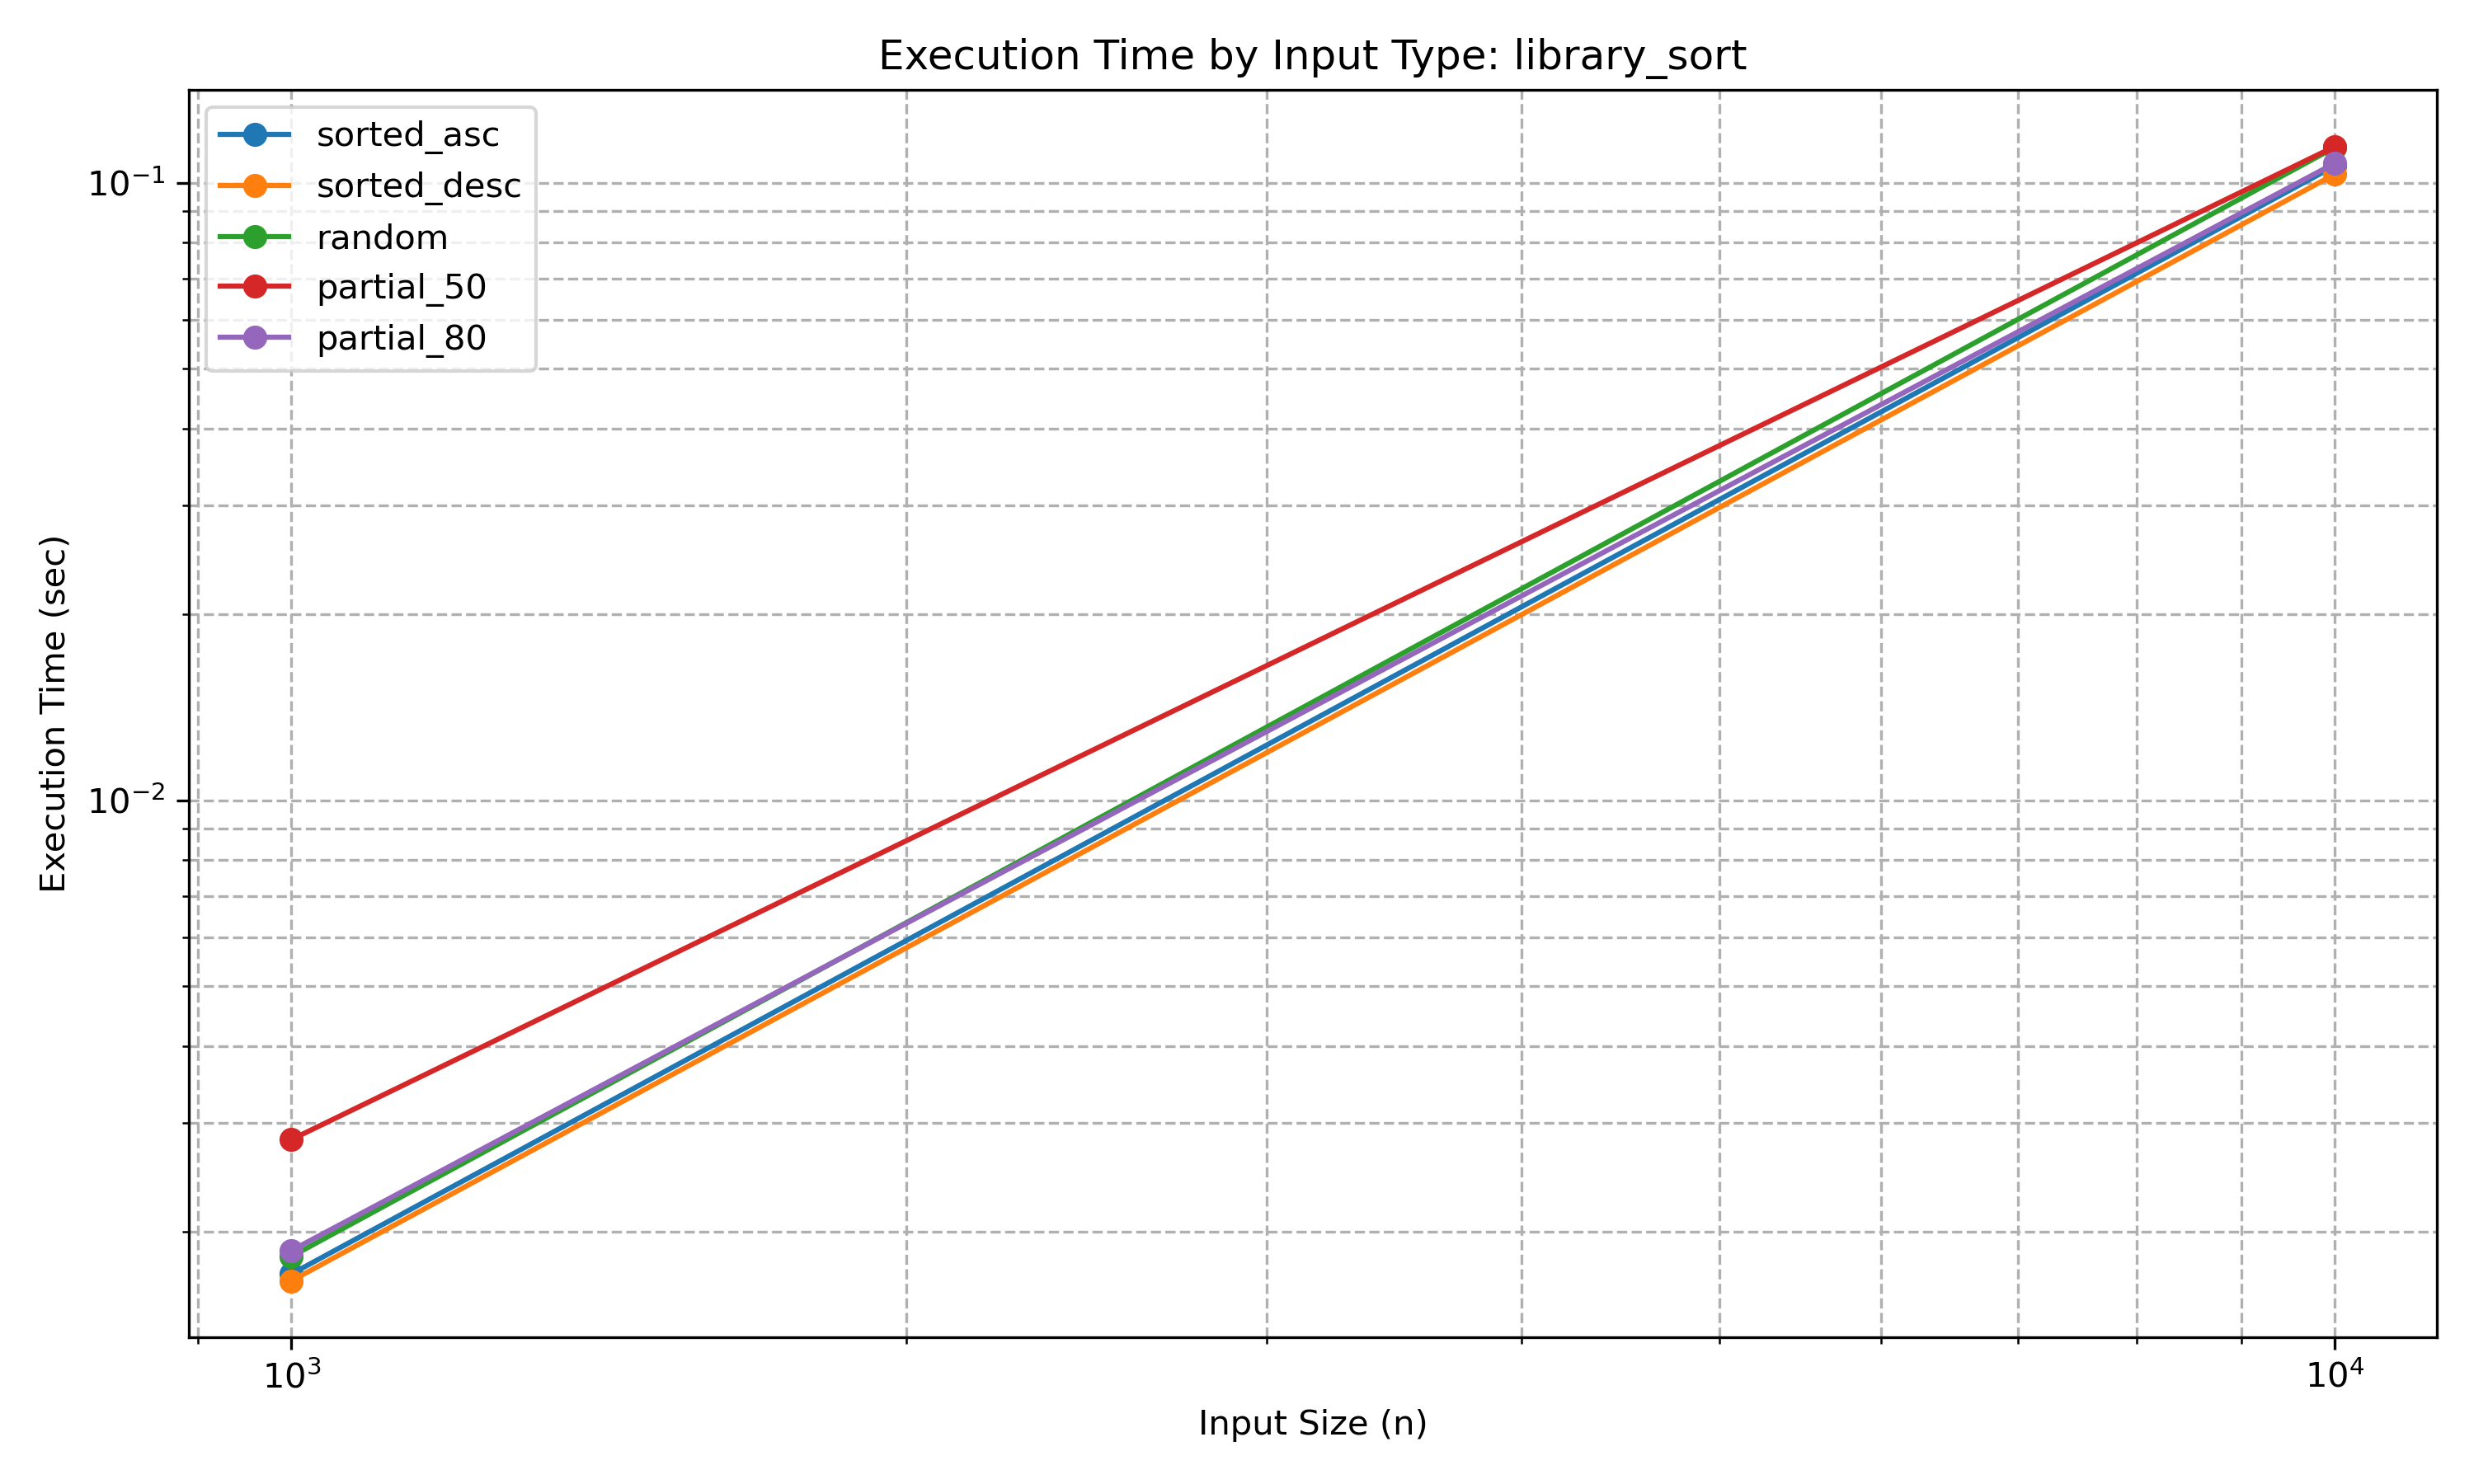 Execution Time by Input Type: library_sort
sorted_asc
sorted_desc
random
partial_50
partial_80
10⁻¹
10⁻²
Execution Time (sec)
10³
10⁴
Input Size (n)